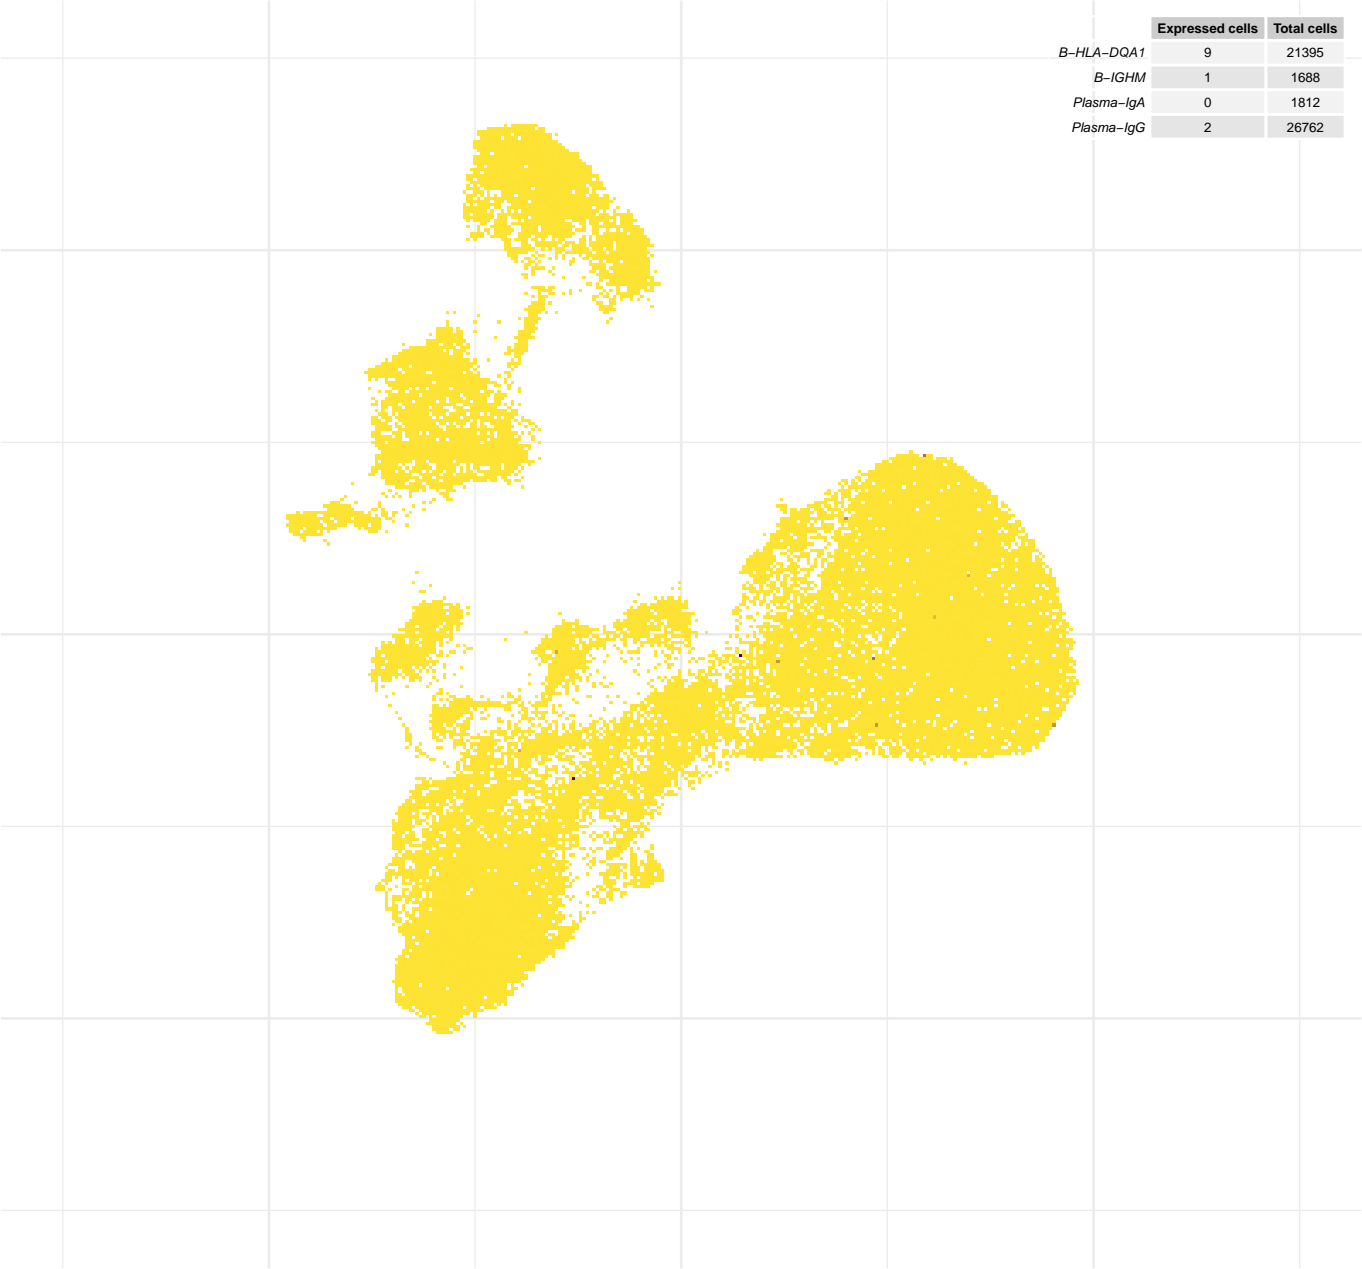 Expressed cells Total cells
B−HLA−DQA1 9 21395
B−IGHM 1 1688
Plasma−IgA 0 1812
Plasma−IgG 2 26762